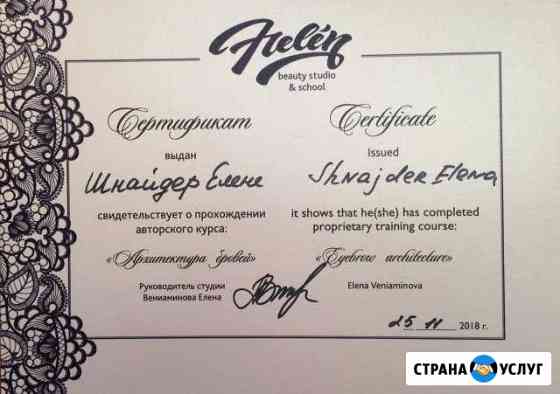 Helén
beauty studio
& school
Сертификат
выдан
Шнайдер Елене
свидетельствует о прохождении
авторского курса:
«Архитектура бровей»
Руководитель студии
Вениаминова Елена
Certificate
Issued
Shnajder Elena
it shows that he(she) has completed
proprietary training course:
«Eyebrow architecture»
Elena Veniaminova
25 11 2018 г.
СТРАНА УСЛУГ